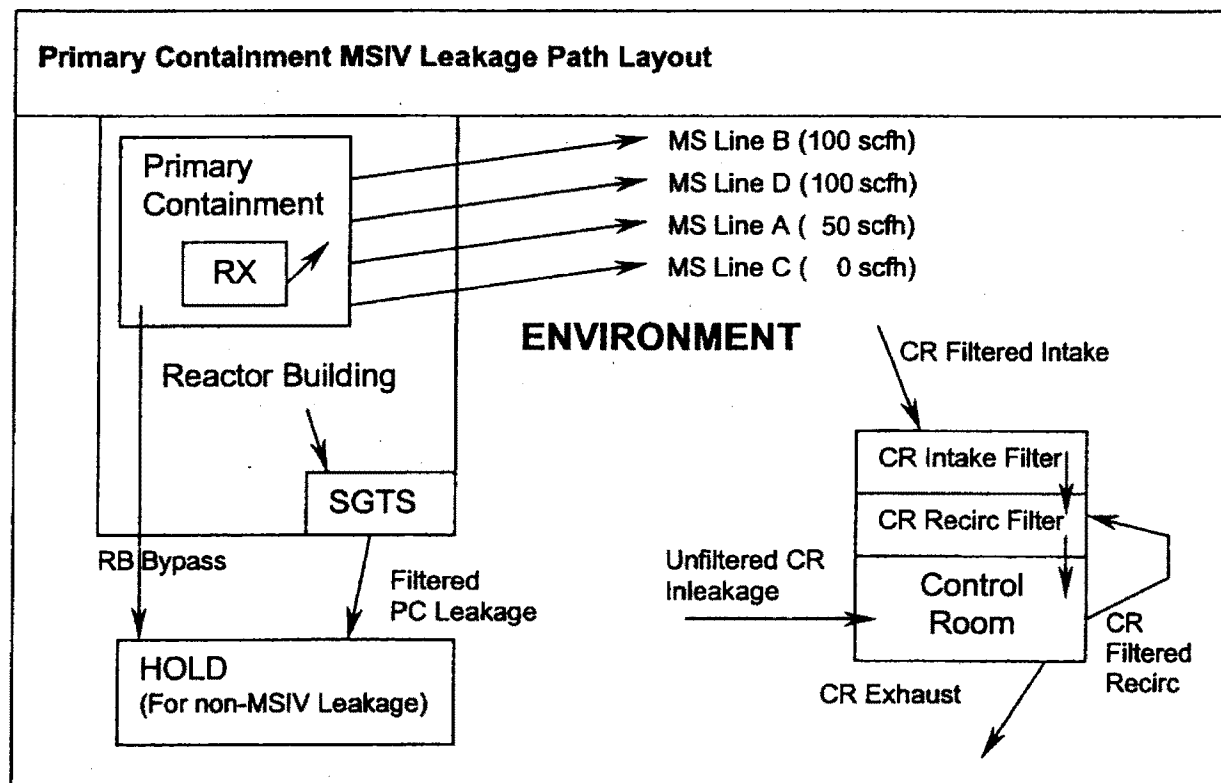 Primary Containment MSIV Leakage Path Layout
Primary
Containment
RX
MS Line B (100 scfh)
MS Line D (100 scfh)
MS Line A ( 50 scfh)
MS Line C ( 0 scfh)
ENVIRONMENT
Reactor Building
SGTS
CR Filtered Intake
CR Intake Filter
CR Recirc Filter
Control
Room
Unfiltered CR
Inleakage
CR
Filtered
Recirc
CR Exhaust
RB Bypass
Filtered
PC Leakage
HOLD
(For non-MSIV Leakage)